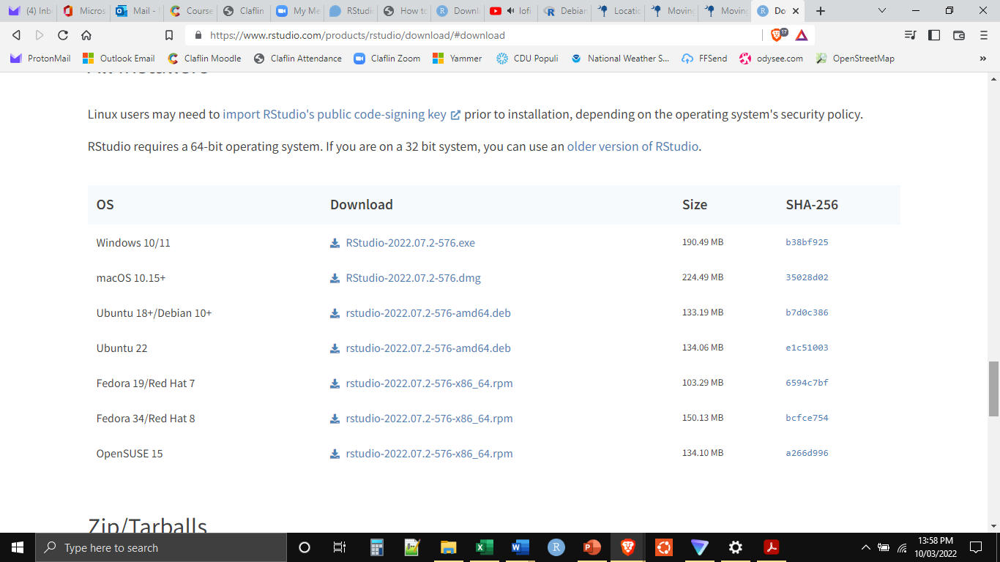 (4) Inb
Micros
Mail -
Course
Claflin
My Me
RStudi
How to
Downl
lofi
Debian
Locatio
Moving
Moving
Do
https://www.rstudio.com/products/rstudio/download/#download
17
ProtonMail
Outlook Email
Claflin Moodle
Claflin Attendance
Claflin Zoom
Yammer
CDU Populi
National Weather S...
FFSend
odysee.com
OpenStreetMap
»
All Installers
Linux users may need to import RStudio's public code-signing key prior to installation, depending on the operating system's security policy.
RStudio requires a 64-bit operating system. If you are on a 32 bit system, you can use an older version of RStudio.
OS Download Size SHA-256
Windows 10/11 RStudio-2022.07.2-576.exe 190.49 MB b38bf925
macOS 10.15+ RStudio-2022.07.2-576.dmg 224.49 MB 35028d02
Ubuntu 18+/Debian 10+ rstudio-2022.07.2-576-amd64.deb 133.19 MB b7d0c386
Ubuntu 22 rstudio-2022.07.2-576-amd64.deb 134.06 MB e1c51003
Fedora 19/Red Hat 7 rstudio-2022.07.2-576-x86_64.rpm 103.29 MB 6594c7bf
Fedora 34/Red Hat 8 rstudio-2022.07.2-576-x86_64.rpm 150.13 MB bcfce754
OpenSUSE 15 rstudio-2022.07.2-576-x86_64.rpm 134.10 MB a266d996
Zip/Tarballs
Type here to search
13:58 PM
10/03/2022